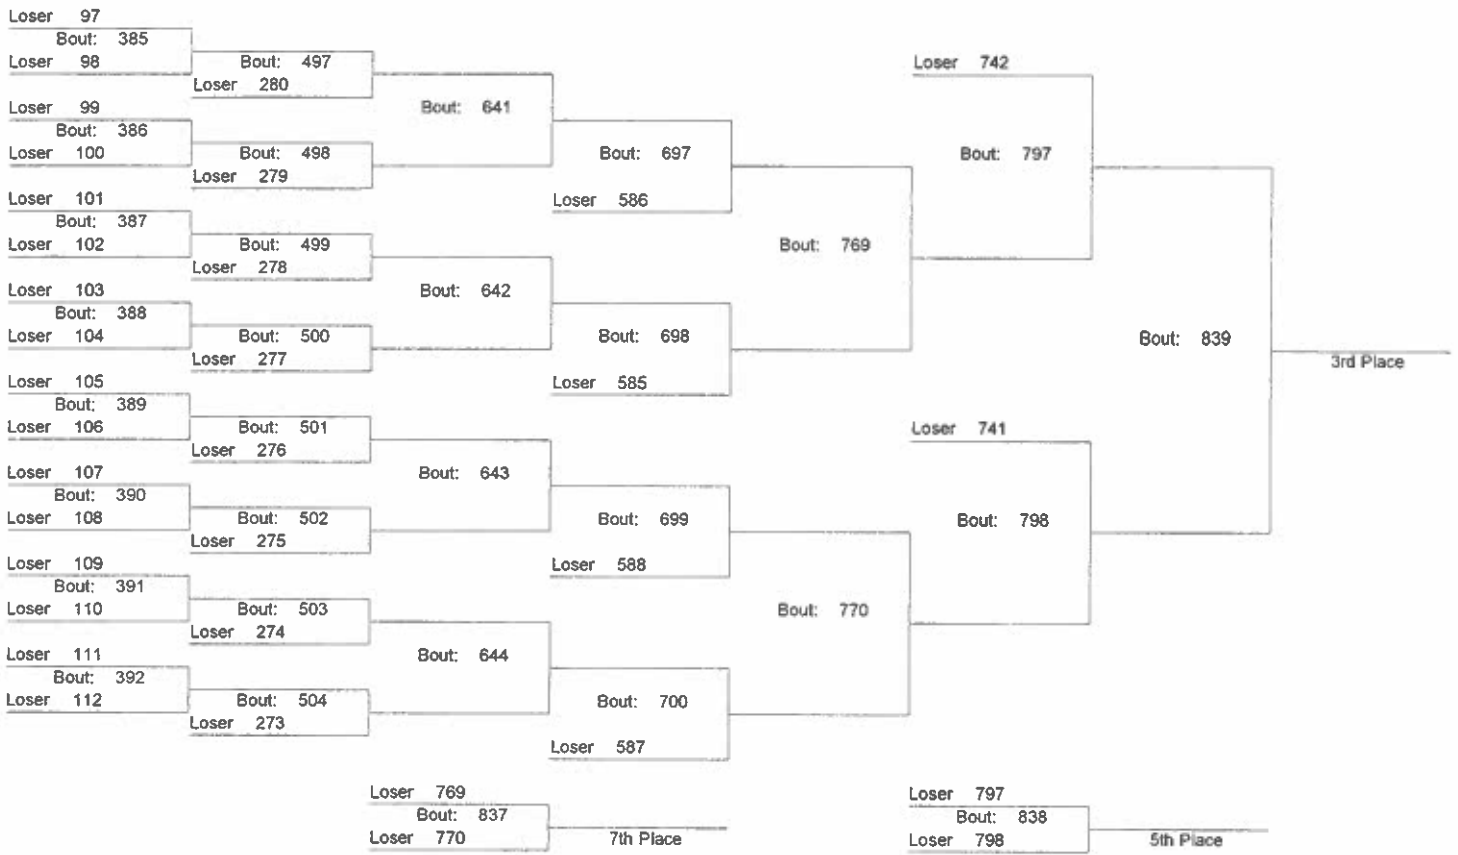 Loser 97
Bout: 385
Loser 98
Bout: 497
Loser 280
Loser 99
Bout: 386
Loser 100
Bout: 498
Loser 279
Bout: 641
Loser 101
Bout: 387
Loser 102
Bout: 499
Loser 278
Loser 103
Bout: 388
Loser 104
Bout: 500
Loser 277
Bout: 642
Loser 105
Bout: 389
Loser 106
Bout: 501
Loser 276
Loser 107
Bout: 390
Loser 108
Bout: 502
Loser 275
Bout: 643
Loser 109
Bout: 391
Loser 110
Bout: 503
Loser 274
Loser 111
Bout: 392
Loser 112
Bout: 504
Loser 273
Bout: 644
Bout: 697
Loser 586
Bout: 698
Loser 585
Bout: 699
Loser 588
Bout: 700
Loser 587
Bout: 769
Bout: 770
Loser 742
Bout: 797
Loser 741
Bout: 798
Bout: 839
3rd Place
Loser 769
Bout: 837
Loser 770
7th Place
Loser 797
Bout: 838
Loser 798
5th Place